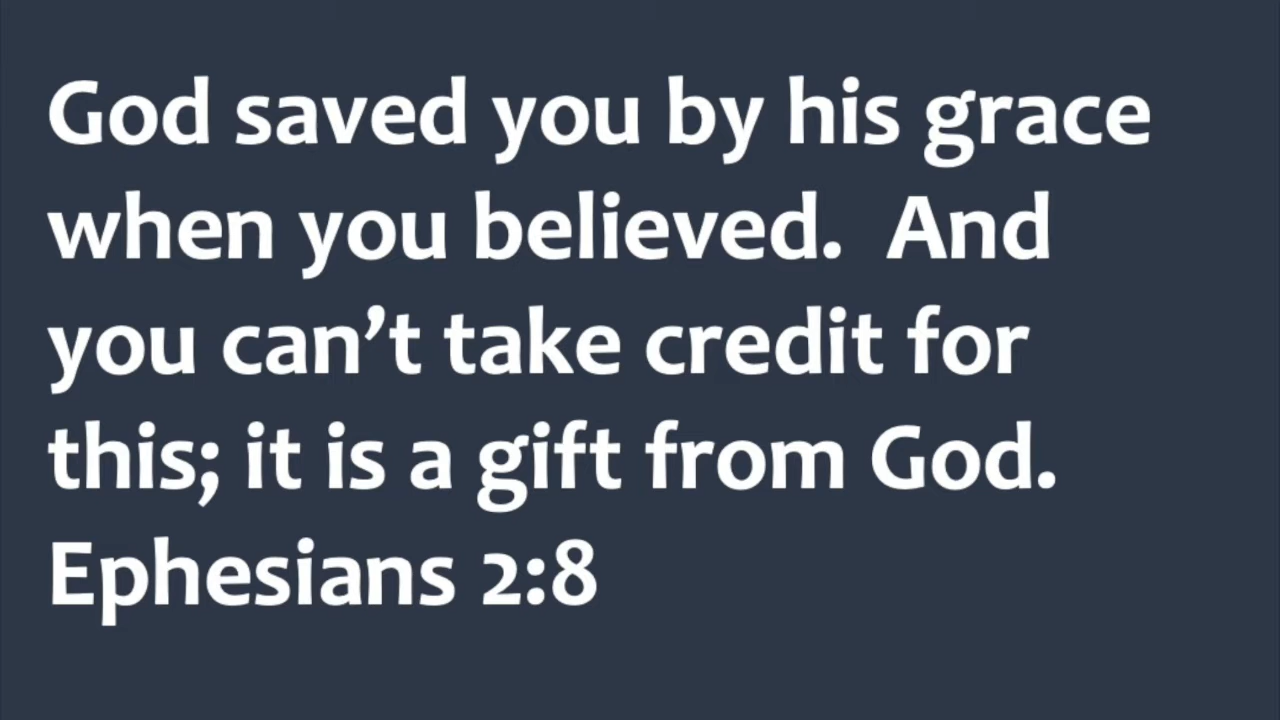 God saved you by his grace
when you believed.  And
you can’t take credit for
this; it is a gift from God.
Ephesians 2:8